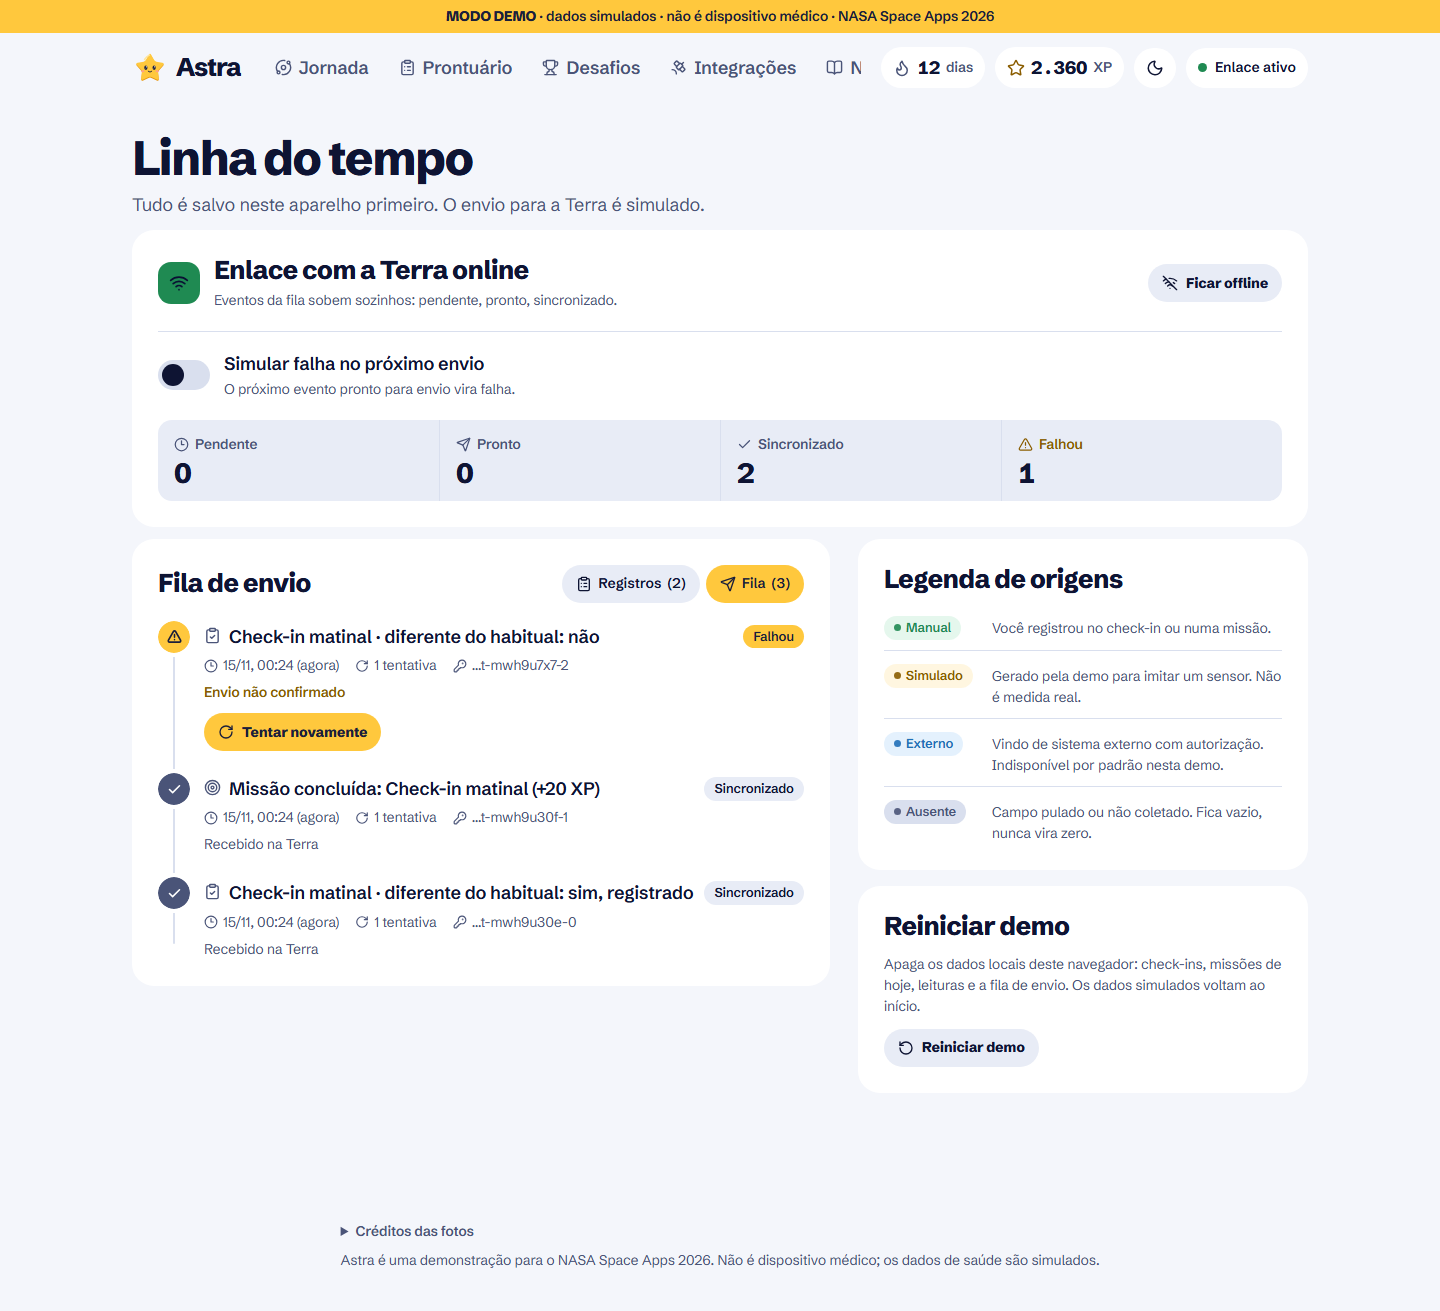 MODO DEMO · dados simulados · não é dispositivo médico · NASA Space Apps 2026
Astra
Jornada
Prontuário
Desafios
Integrações
N
12 dias
2.360 XP
Enlace ativo
Linha do tempo
Tudo é salvo neste aparelho primeiro. O envio para a Terra é simulado.
Enlace com a Terra online
Eventos da fila sobem sozinhos: pendente, pronto, sincronizado.
Ficar offline
Simular falha no próximo envio
O próximo evento pronto para envio vira falha.
Pendente
0
Pronto
0
Sincronizado
2
Falhou
1
Fila de envio
Registros (2)
Fila (3)
Check-in matinal · diferente do habitual: não
Falhou
15/11, 00:24 (agora)
1 tentativa
...t-mwh9u7x7-2
Envio não confirmado
Tentar novamente
Missão concluída: Check-in matinal (+20 XP)
Sincronizado
15/11, 00:24 (agora)
1 tentativa
...t-mwh9u30f-1
Recebido na Terra
Check-in matinal · diferente do habitual: sim, registrado
Sincronizado
15/11, 00:24 (agora)
1 tentativa
...t-mwh9u30e-0
Recebido na Terra
Legenda de origens
Manual
Você registrou no check-in ou numa missão.
Simulado
Gerado pela demo para imitar um sensor. Não
é medida real.
Externo
Vindo de sistema externo com autorização.
Indisponível por padrão nesta demo.
Ausente
Campo pulado ou não coletado. Fica vazio,
nunca vira zero.
Reiniciar demo
Apaga os dados locais deste navegador: check-ins, missões de
hoje, leituras e a fila de envio. Os dados simulados voltam ao
início.
Reiniciar demo
Créditos das fotos
Astra é uma demonstração para o NASA Space Apps 2026. Não é dispositivo médico; os dados de saúde são simulados.